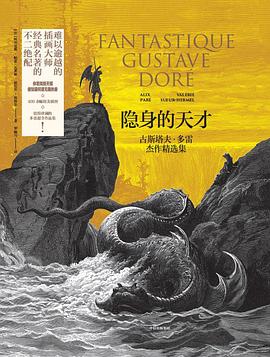 FANTASTIQUE
GUSTAVE
DORE
ALIX
PARÉ
VALERIE
SUEUR-HERMEL
难以逾越的
插画大师
经典名著的
不二绝配
隐身的天才
古斯塔夫·多雷
杰作精选集